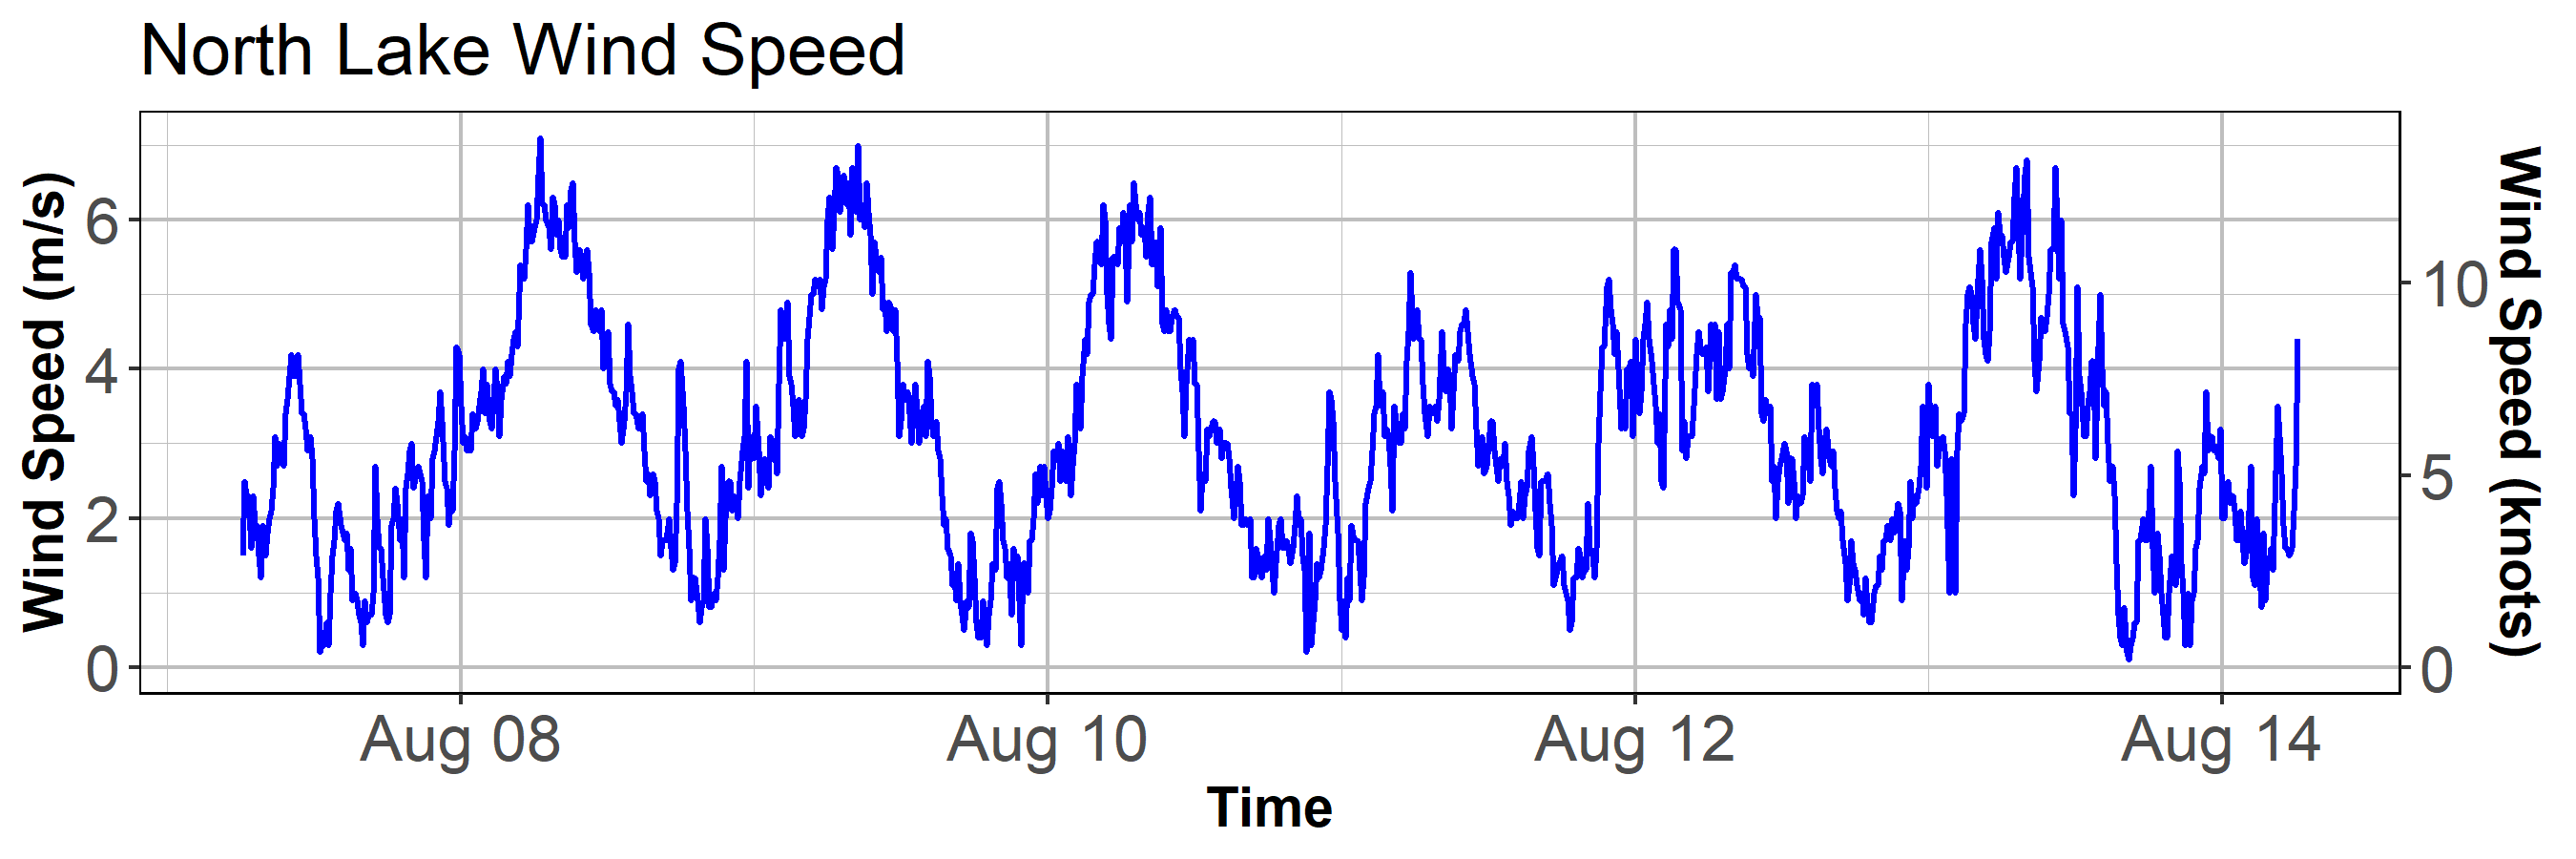 North Lake Wind Speed
Wind Speed (m/s)
6
4
2
0
10
5
0
Wind Speed (knots)
Aug 08
Aug 10
Aug 12
Aug 14
Time